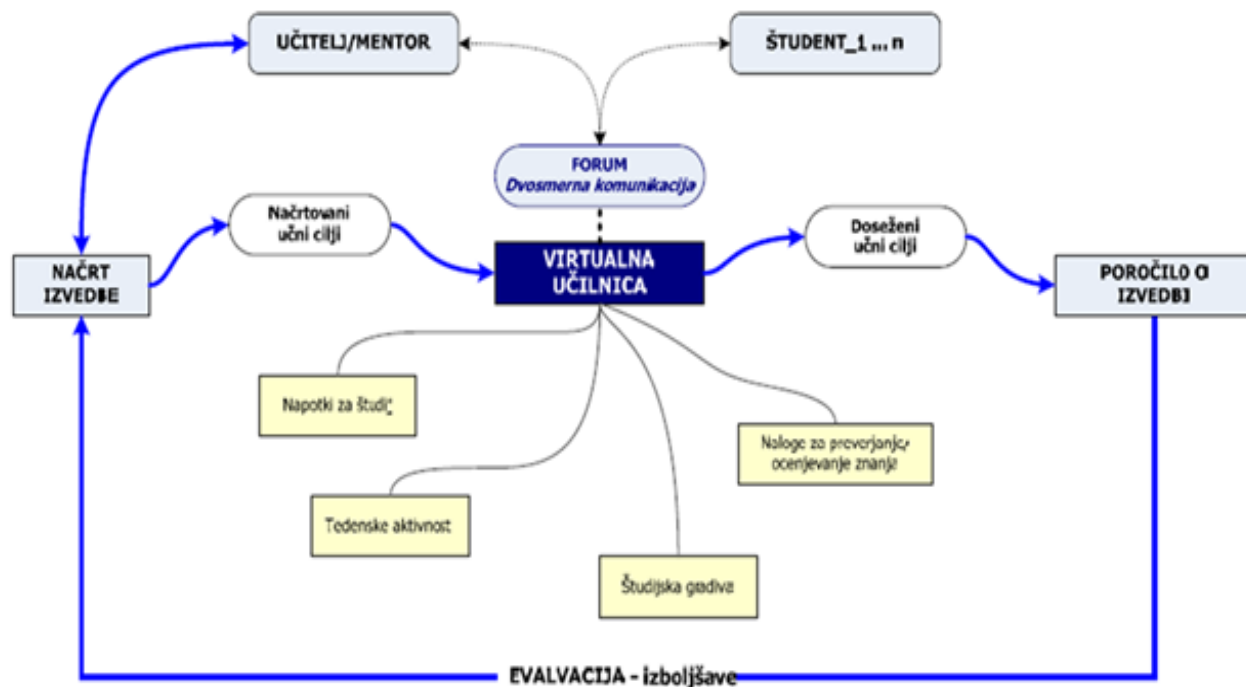 UČITELJ/MENTOR
ŠTUDENT_1 ... n
FORUM
Dvosmerna komunikacija
Načrtovani
učni cilji
VIRTUALNA
UČILNICA
Doseženi
učni cilji
NAČRT
IZVEDBE
POROČILO O
IZVEDBI
Napotki za študij
Naloge za preverjanje/
ocenjevanje znanja
Tedenske aktivnost
Študijska gradiva
EVALVACIJA - izboljšave